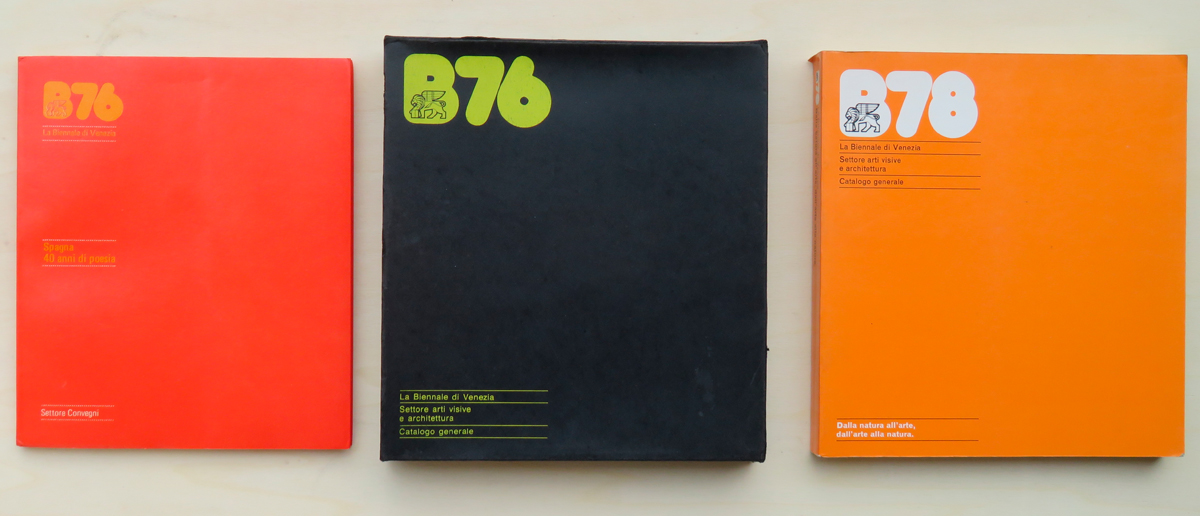 B76
La Biennale di Venezia
Spagna
40 anni di poesia
Settore Convegni
B76
La Biennale di Venezia
Settore arti visive
e architettura
Catalogo generale
B78
La Biennale di Venezia
Settore arti visive
e architettura
Catalogo generale
Dalla natura all'arte,
dall'arte alla natura.